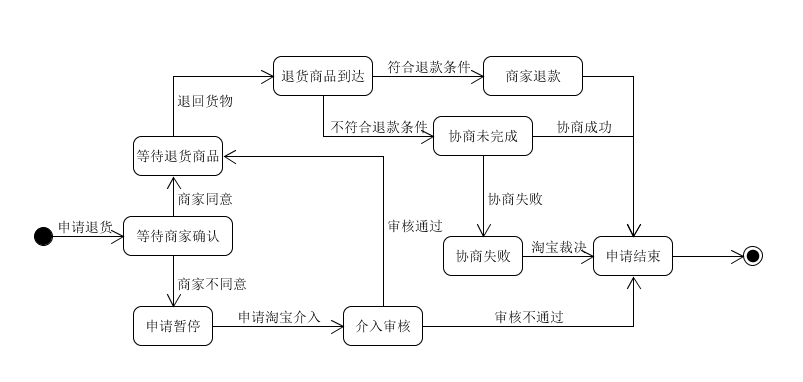 符合退款条件
退货商品到达
商家退款
退回货物
不符合退款条件
协商未完成
协商成功
等待退货商品
商家同意
协商失败
申请退货
等待商家确认
审核通过
淘宝裁决
协商失败
申请结束
商家不同意
申请淘宝介入
审核不通过
申请暂停
介入审核